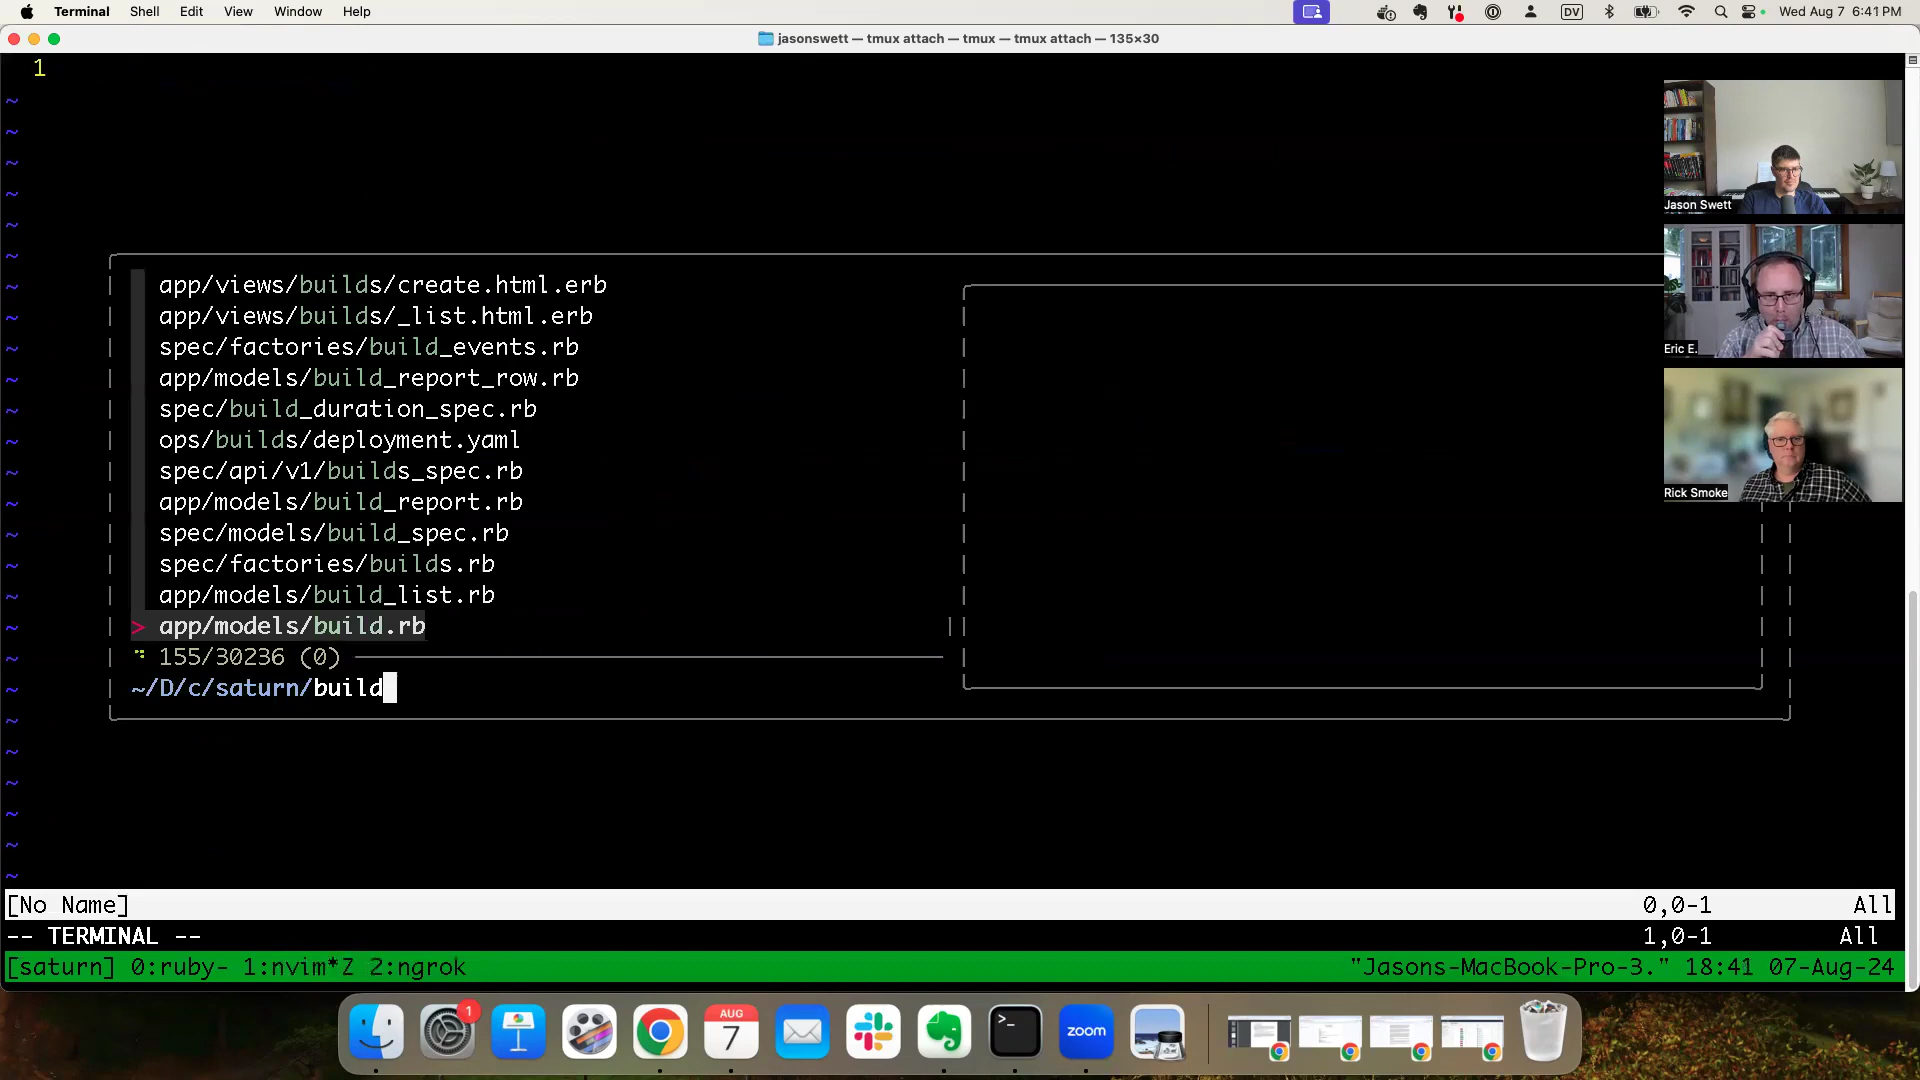 Terminal Shell Edit View Window Help
DV Wed Aug 7 6:41 PM
jasonswett — tmux attach — tmux — tmux attach — 135×30
1
~
~
~
~
~
~
~ app/views/builds/create.html.erb
~ app/views/builds/_list.html.erb
~ spec/factories/build_events.rb
~ app/models/build_report_row.rb
~ spec/build_duration_spec.rb
~ ops/builds/deployment.yaml
~ spec/api/v1/builds_spec.rb
~ app/models/build_report.rb
~ spec/models/build_spec.rb
~ spec/factories/builds.rb
~ app/models/build_list.rb
~ > app/models/build.rb
~ 155/30236 (0)
~ ~/D/c/saturn/build
~
~
~
~
~
~
Jason Swett
Eric E.
Rick Smoke
[No Name] 0,0-1 All
-- TERMINAL -- 1,0-1 All
[saturn] 0:ruby- 1:nvim*Z 2:ngrok "Jasons-MacBook-Pro-3." 18:41 07-Aug-24
1
AUG
7
>_
zoom